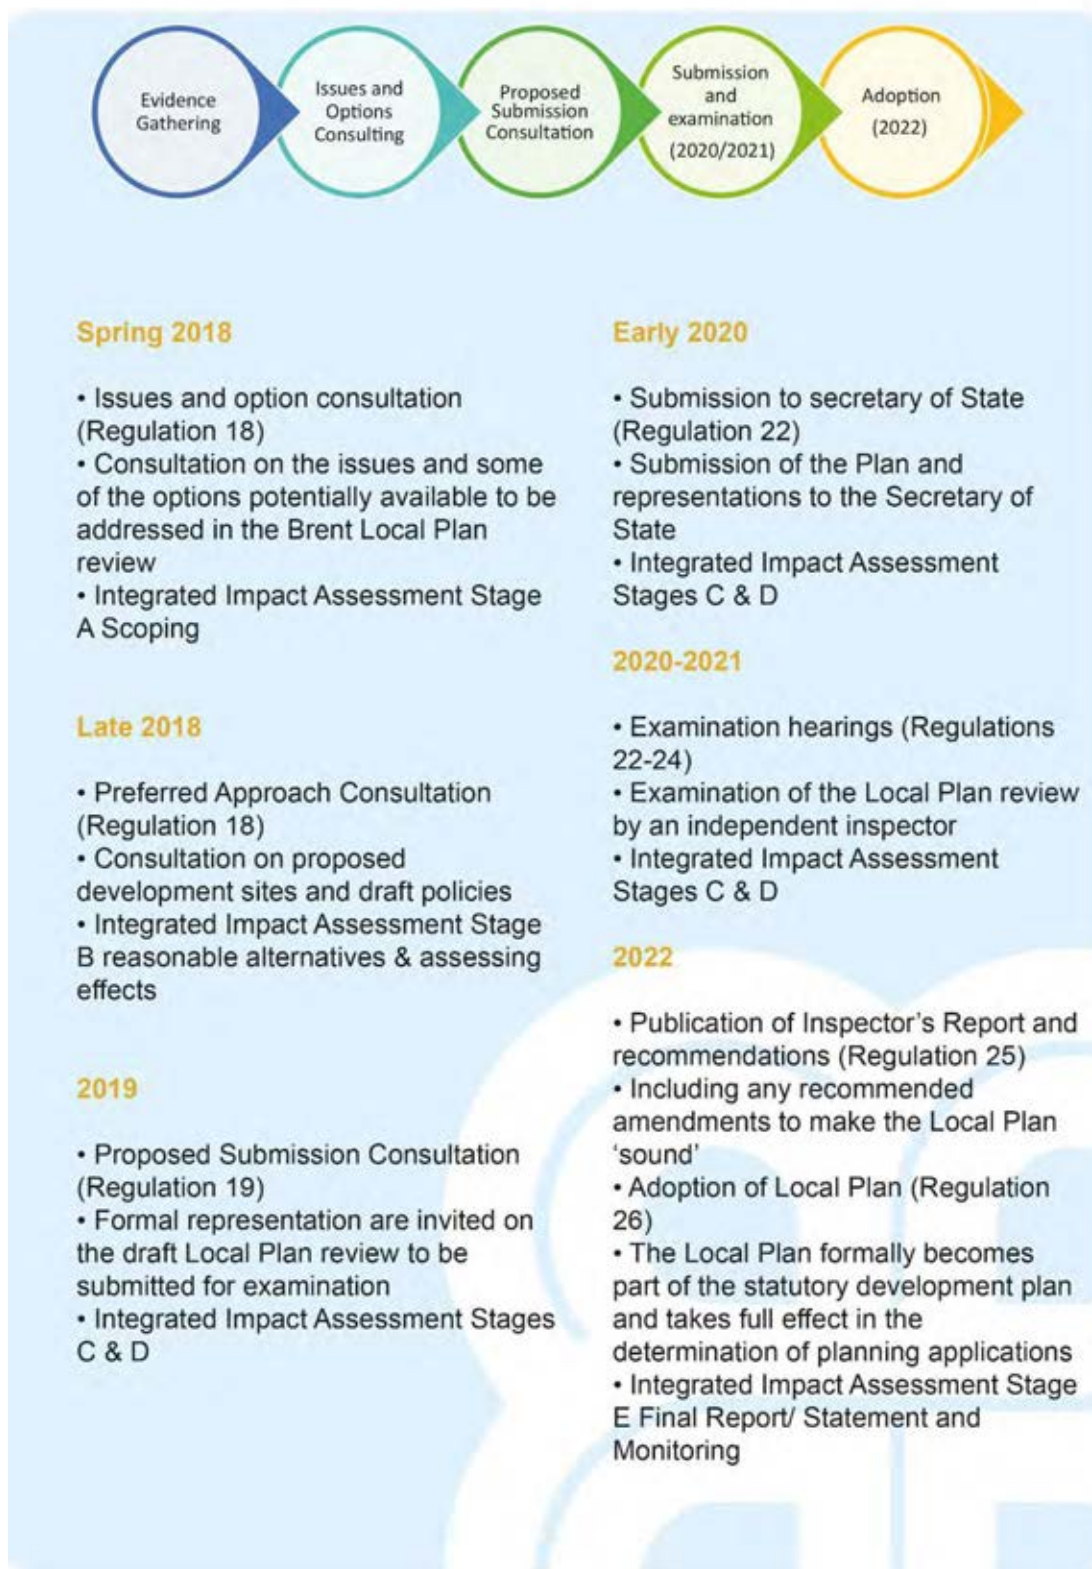 Evidence
Gathering
Issues and
Options
Consulting
Proposed
Submission
Consultation
Submission
and
examination
(2020/2021)
Adoption
(2022)
Spring 2018
• Issues and option consultation
(Regulation 18)
• Consultation on the issues and some
of the options potentially available to be
addressed in the Brent Local Plan
review
• Integrated Impact Assessment Stage
A Scoping
Late 2018
• Preferred Approach Consultation
(Regulation 18)
• Consultation on proposed
development sites and draft policies
• Integrated Impact Assessment Stage
B reasonable alternatives & assessing
effects
2019
• Proposed Submission Consultation
(Regulation 19)
• Formal representation are invited on
the draft Local Plan review to be
submitted for examination
• Integrated Impact Assessment Stages
C & D
Early 2020
• Submission to secretary of State
(Regulation 22)
• Submission of the Plan and
representations to the Secretary of
State
• Integrated Impact Assessment
Stages C & D
2020-2021
• Examination hearings (Regulations
22-24)
• Examination of the Local Plan review
by an independent inspector
• Integrated Impact Assessment
Stages C & D
2022
• Publication of Inspector’s Report and
recommendations (Regulation 25)
• Including any recommended
amendments to make the Local Plan
‘sound’
• Adoption of Local Plan (Regulation
26)
• The Local Plan formally becomes
part of the statutory development plan
and takes full effect in the
determination of planning applications
• Integrated Impact Assessment Stage
E Final Report/ Statement and
Monitoring